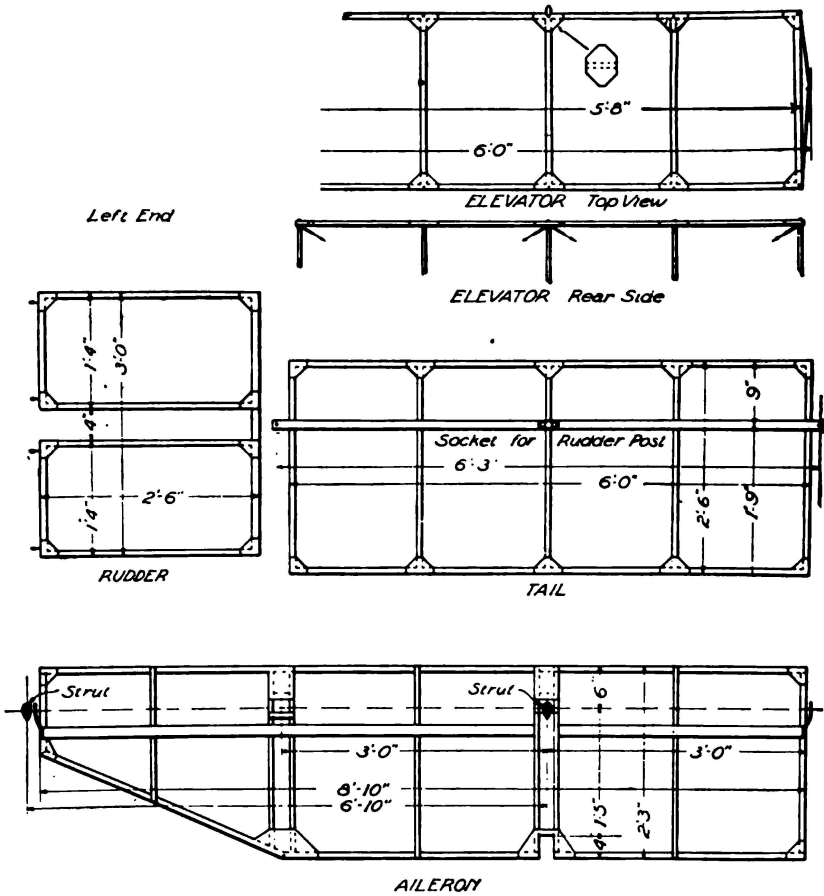 5'-8"
6'-0"
ELEVATOR Top View
Left End
ELEVATOR Rear Side
1'-4"
3'-0"
4"
1'-4"
2'-6"
RUDDER
9"
Socket for Rudder Post
6'-3"
6'-0"
2'-6"
1'-9"
TAIL
Strut
Strut
6
3'-0"
3'-0"
8'-10"
6'-10"
4"
2'-3"
AILERON